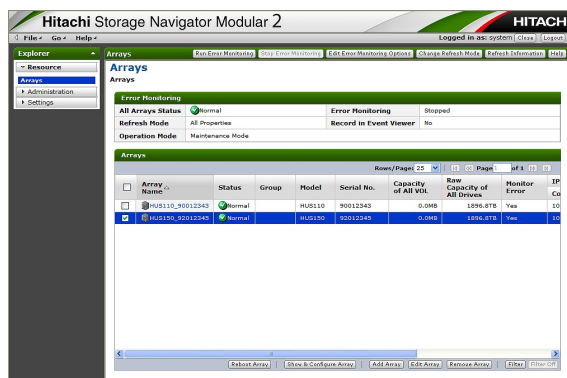 Hitachi Storage Navigator Modular 2
HITACH
File Go Help
Logged in as: system Close Logout
Explorer
Arrays
Run Error Monitoring Stop Error Monitoring Edit Error Monitoring Options Change Refresh Mode Refresh Information Help
Resource
Arrays
Administration
Settings
Arrays
Arrays
Error Monitoring
All Arrays Status Normal Error Monitoring Stopped
Refresh Mode All Properties Record in Event Viewer No
Operation Mode Maintenance Mode
Arrays
Rows/Page: 25 Page 1 of 1
Array Name Status Group Model Serial No. Capacity of All VOL Raw Capacity of All Drives Monitor Error IP Co
HUS110_90012343 Normal HUS110 90012343 0.0MB 1896.8TB Yes 10
HUS150_92012345 Normal HUS150 92012345 0.0MB 1896.8TB Yes 10
Reboot Array Show & Configure Array Add Array Edit Array Remove Array Filter Filter Off